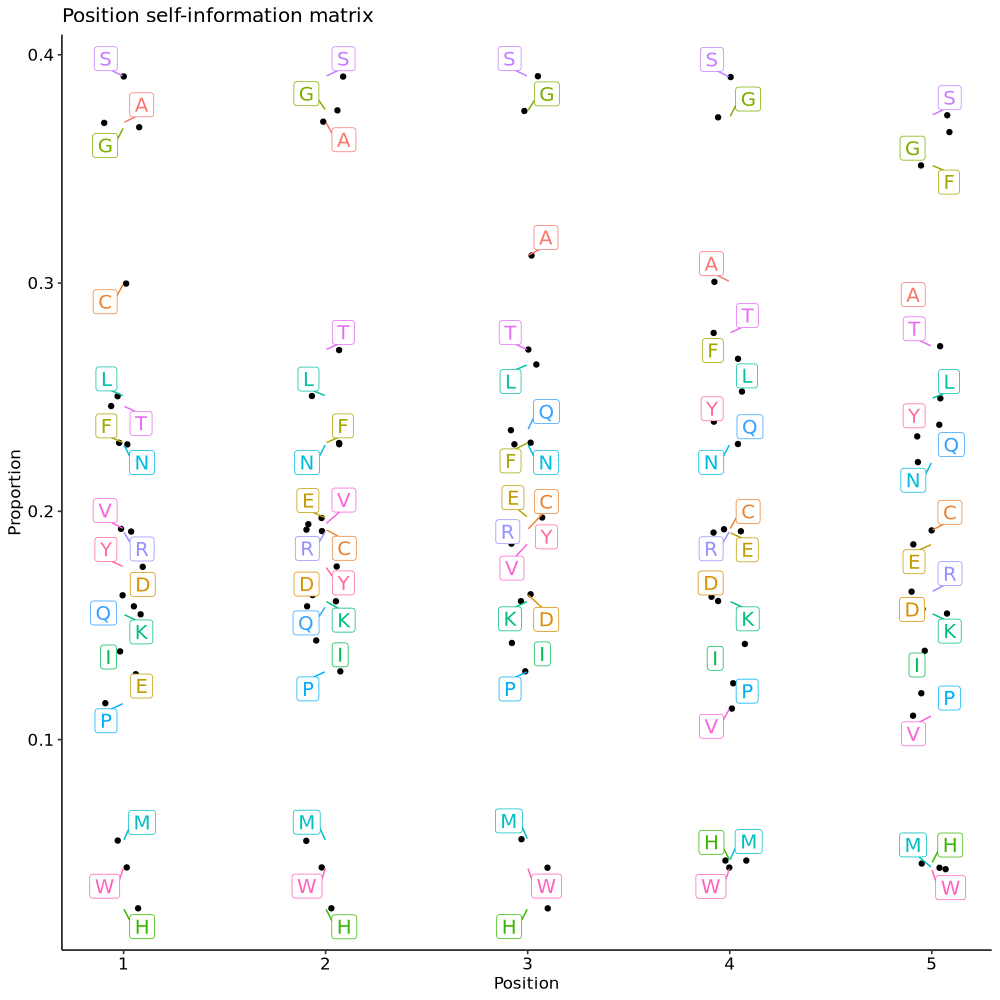 Position self-information matrix
0.4
S S S S S
G G G G
A
G A F
A A A
0.3
C T T T
T
L L L F L
Y Y
T Q Q Q
F F
N N F N N N
0.2
V E V E C C C
R Y R E
Y R R C V E R
D D Y D D
Q K Q K K D K K
I I I I I
E P P P P
P V V
0.1
M M M H M M H
W W W W W
H H H
1 2 3 4 5
Position
Proportion